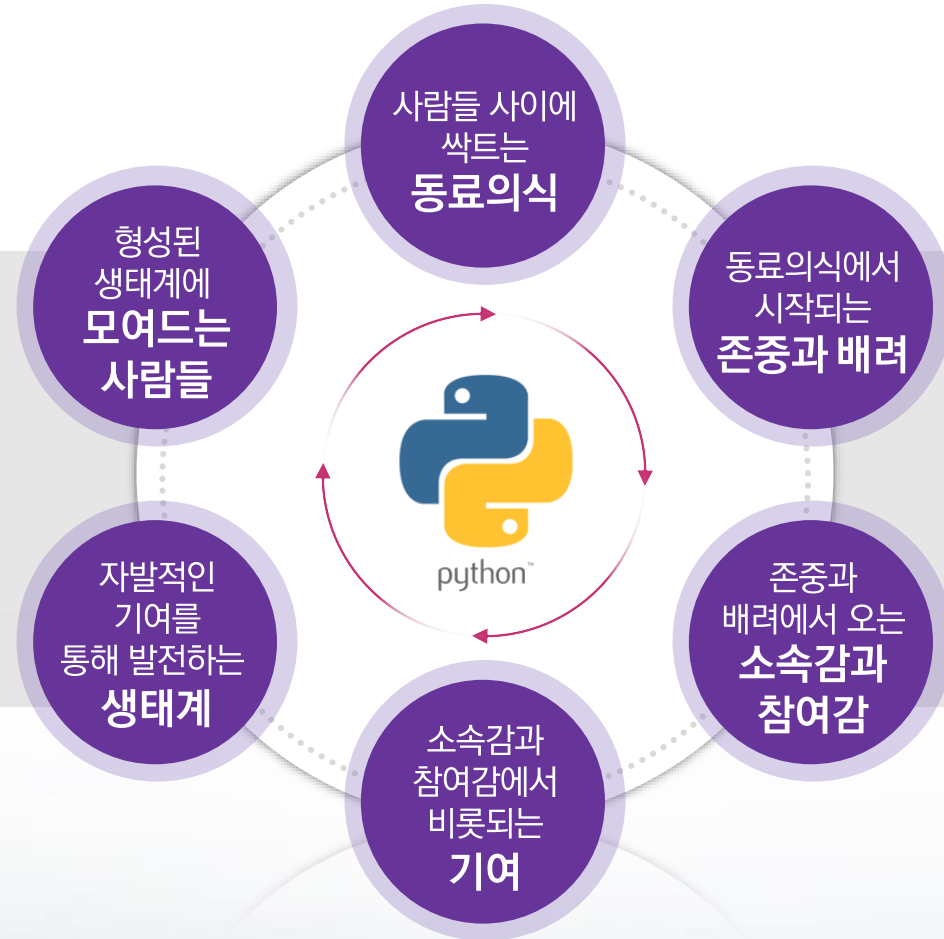 사람들 사이에
싹트는
동료의식
동료의식에서
시작되는
존중과 배려
존중과
배려에서 오는
소속감과
참여감
소속감과
참여감에서
비롯되는
기여
자발적인
기여를
통해 발전하는
생태계
형성된
생태계에
모여드는
사람들
python™